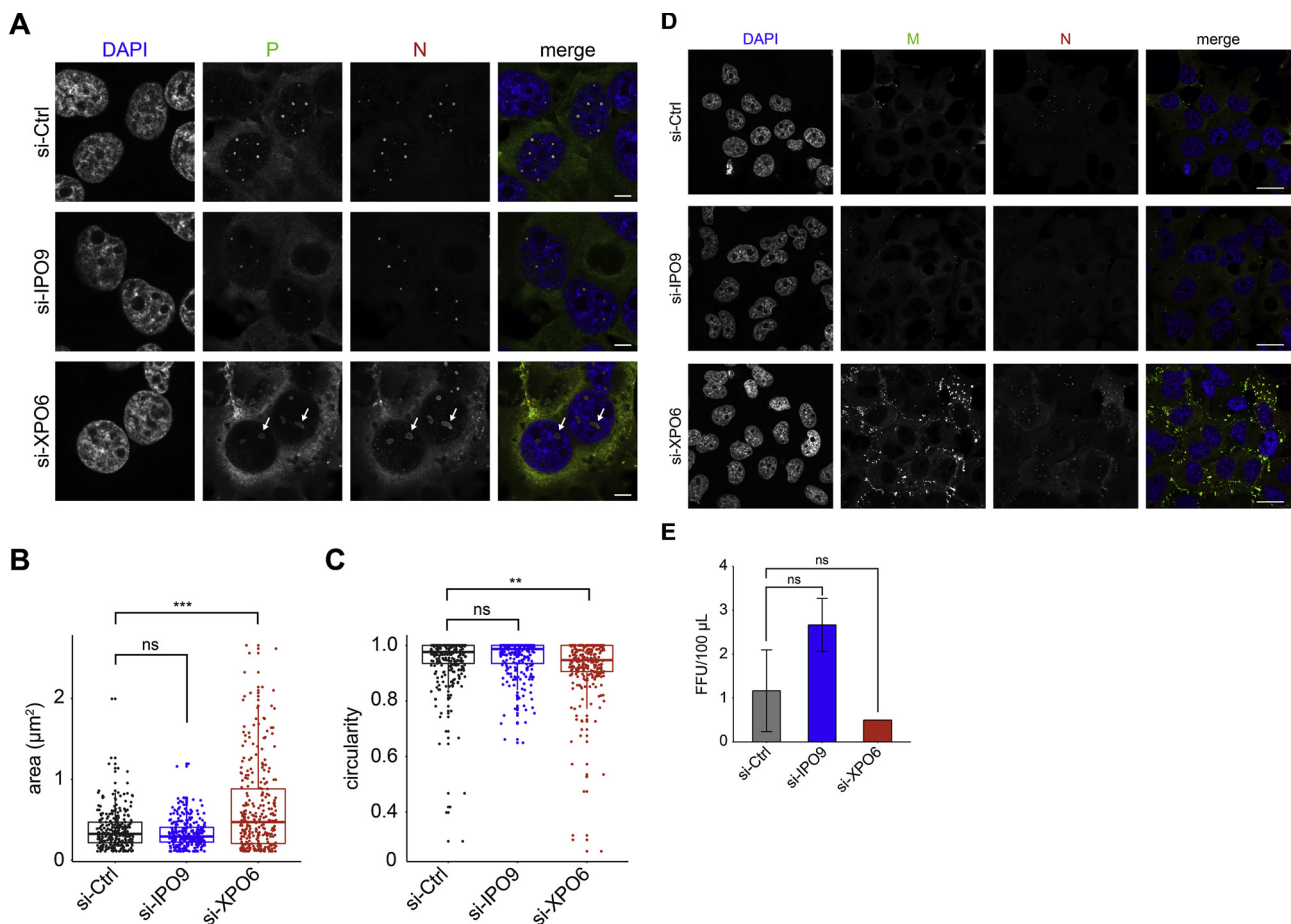 A
DAPI
P
N
merge
si-Ctrl
si-IPO9
si-XPO6
D
DAPI
M
N
merge
si-Ctrl
si-IPO9
si-XPO6
B
***
ns
area (µm²)
2
1
0
si-Ctrl
si-IPO9
si-XPO6
C
**
ns
circularity
1.0
0.8
0.6
0.4
0
si-Ctrl
si-IPO9
si-XPO6
E
ns
ns
FFU/100 µL
4
3
2
1
0
si-Ctrl
si-IPO9
si-XPO6